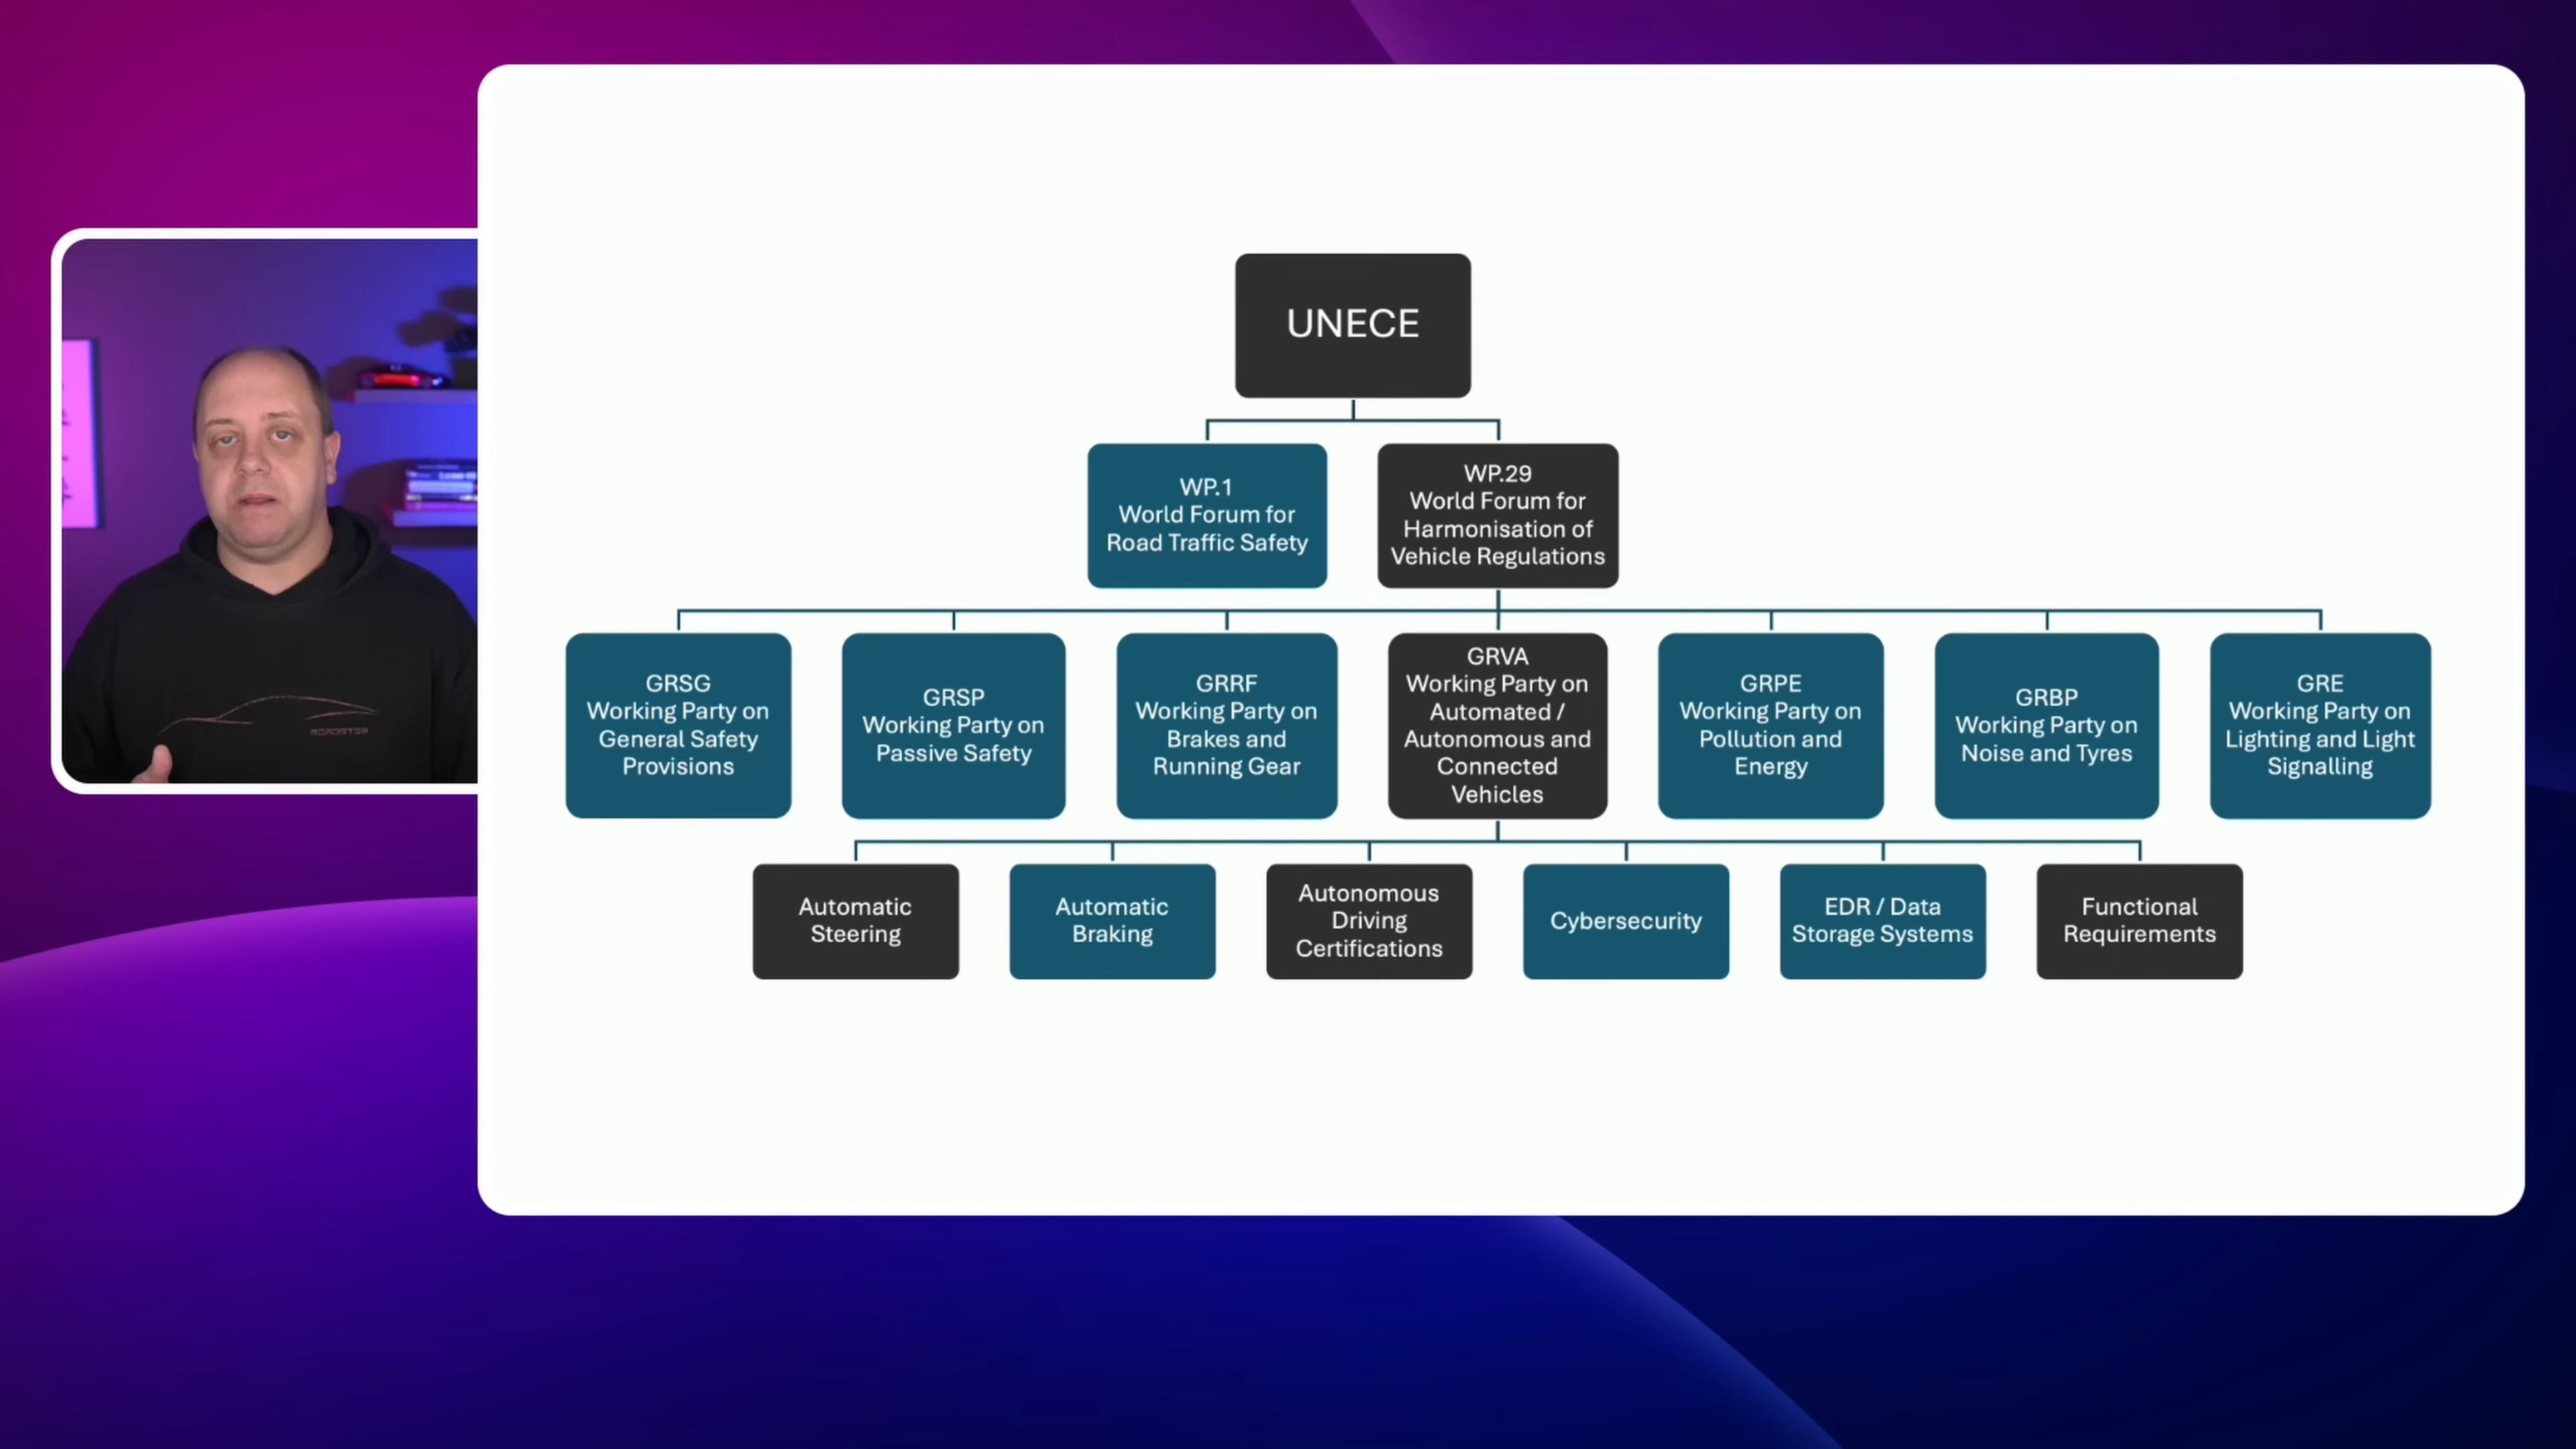 UNECE
WP.1
World Forum for
Road Traffic Safety
WP.29
World Forum for
Harmonisation of
Vehicle Regulations
GRSG
Working Party on
General Safety
Provisions
GRSP
Working Party on
Passive Safety
GRRF
Working Party on
Brakes and
Running Gear
GRVA
Working Party on
Automated /
Autonomous and
Connected
Vehicles
GRPE
Working Party on
Pollution and
Energy
GRBP
Working Party on
Noise and Tyres
GRE
Working Party on
Lighting and Light
Signalling
Automatic
Steering
Automatic
Braking
Autonomous
Driving
Certifications
Cybersecurity
EDR / Data
Storage Systems
Functional
Requirements
ROADSTER